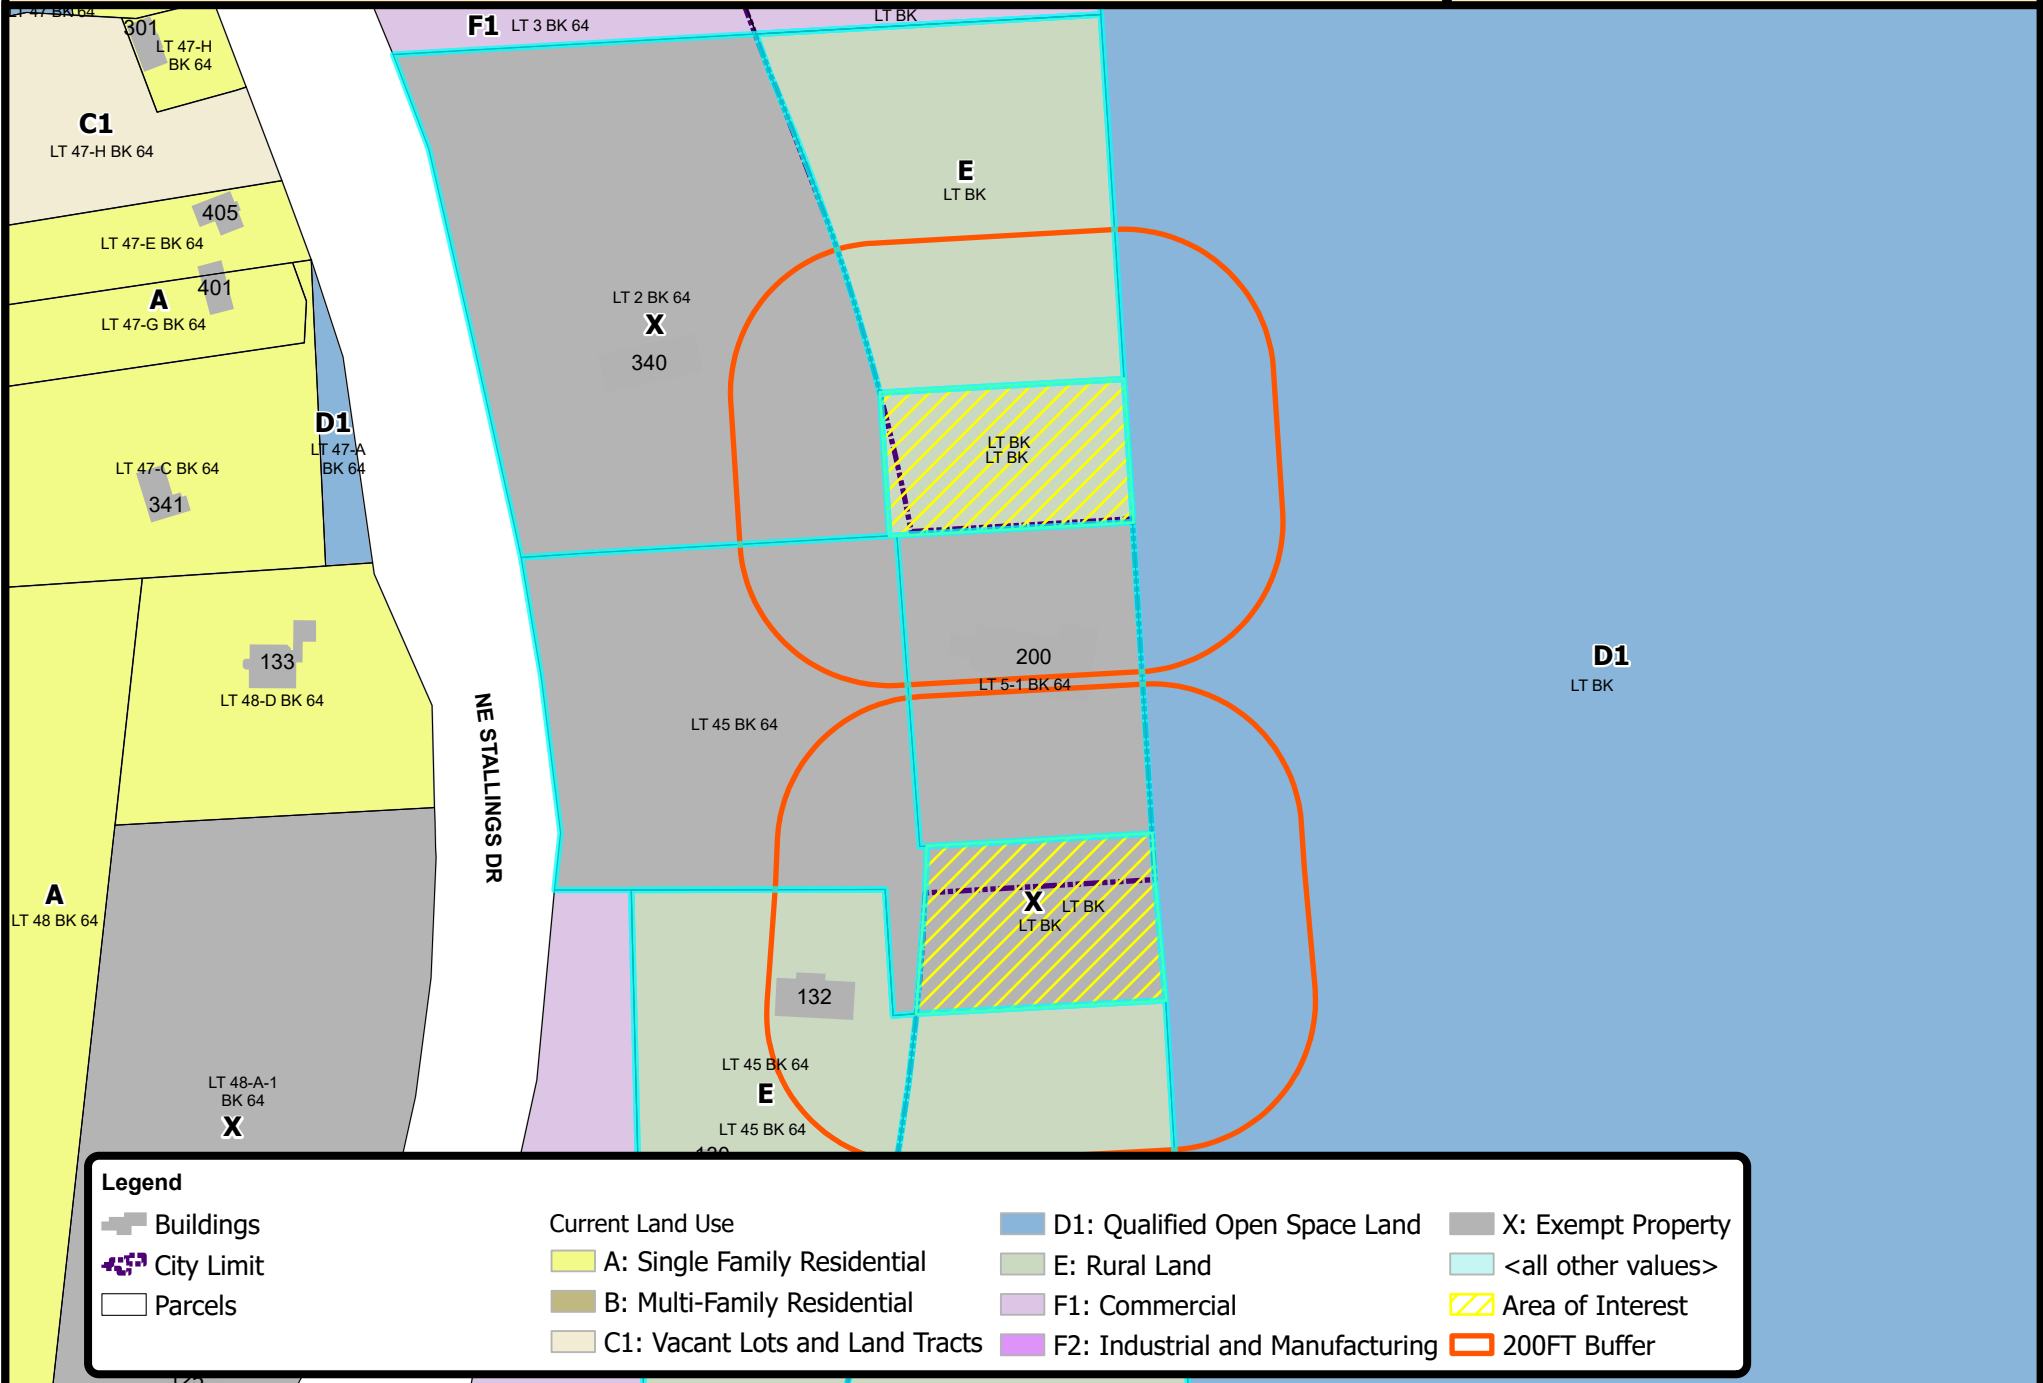 LT 47 BK 64
301
LT 47-H
BK 64
F1 LT 3 BK 64
LT BK
C1
LT 47-H BK 64
E
LT BK
405
LT 47-E BK 64
401
A
LT 47-G BK 64
LT 2 BK 64
X
340
D1
LT 47-A
BK 64
LT 47-C BK 64
341
LT BK
LT BK
133
LT 48-D BK 64
200
LT 5-1 BK 64
D1
LT BK
NE STALLINGS DR
LT 45 BK 64
A
LT 48 BK 64
X LT BK
LT BK
132
LT 45 BK 64
E
LT 45 BK 64
LT 48-A-1
BK 64
X
Legend
Buildings
City Limit
Parcels
Current Land Use
A: Single Family Residential
B: Multi-Family Residential
C1: Vacant Lots and Land Tracts
D1: Qualified Open Space Land
E: Rural Land
F1: Commercial
F2: Industrial and Manufacturing
X: Exempt Property
<all other values>
Area of Interest
200FT Buffer